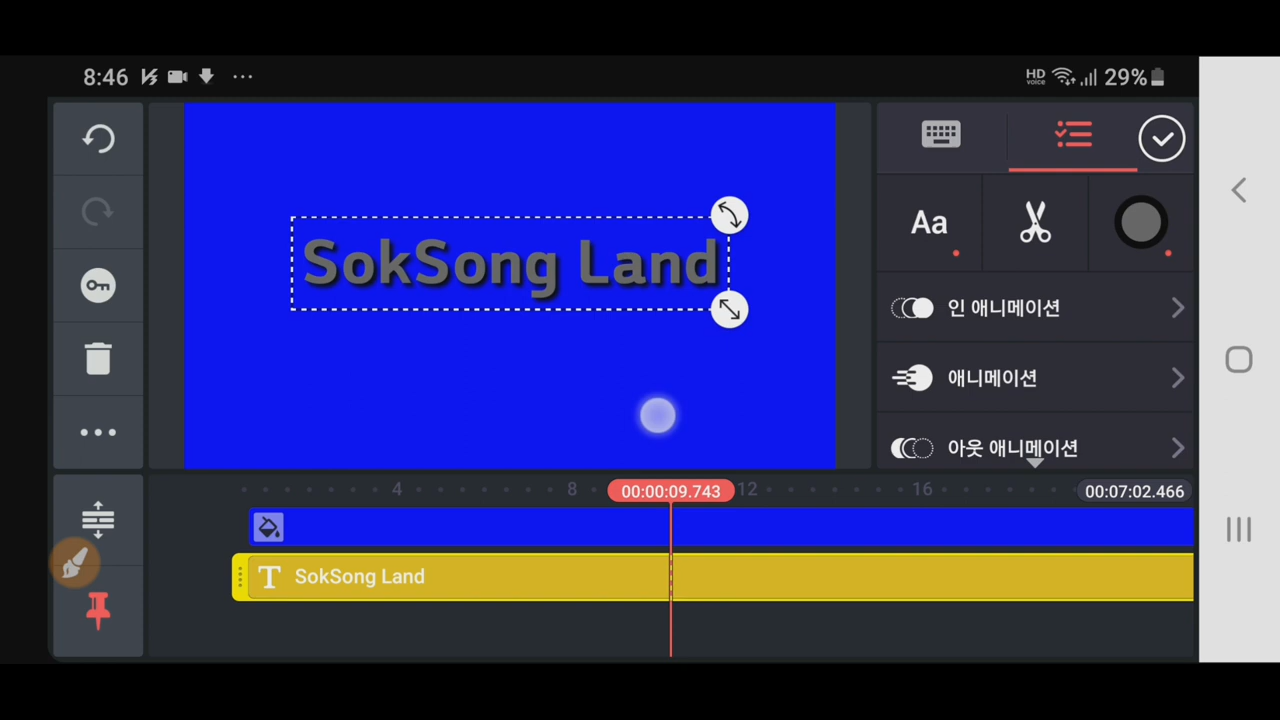 8:46
HD voice
29%
SokSong Land
Aa
인 애니메이션
애니메이션
아웃 애니메이션
4
8
00:00:09.743
12
16
00:07:02.466
T SokSong Land